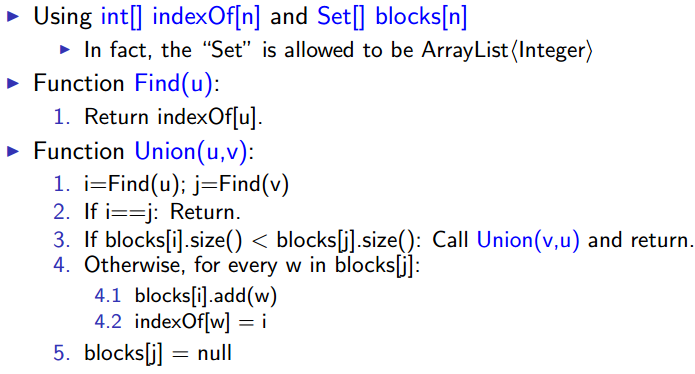 ▶ Using int[] indexOf[n] and Set[] blocks[n]
▶ In fact, the “Set” is allowed to be ArrayList⟨Integer⟩
▶ Function Find(u):
1. Return indexOf[u].
▶ Function Union(u,v):
1. i=Find(u); j=Find(v)
2. If i==j: Return.
3. If blocks[i].size() < blocks[j].size(): Call Union(v,u) and return.
4. Otherwise, for every w in blocks[j]:
4.1 blocks[i].add(w)
4.2 indexOf[w] = i
5. blocks[j] = null